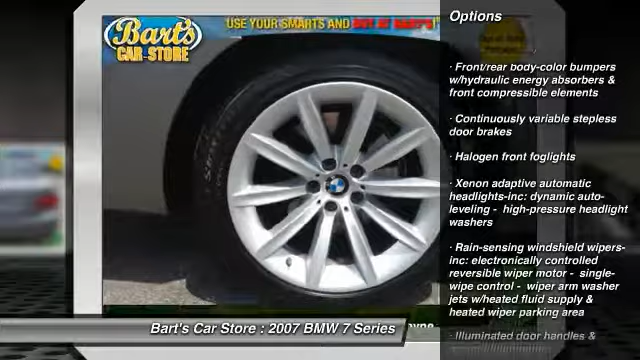 Bart's
CAR-STORE
USE YOUR SMARTS AND BUY AT BART'S!
Options
· Front/rear body-color bumpers
w/hydraulic energy absorbers &
front compressible elements
· Continuously variable stepless
door brakes
· Halogen front foglights
· Xenon adaptive automatic
headlights-inc: dynamic auto-
leveling - high-pressure headlight
washers
· Rain-sensing windshield wipers-
inc: electronically controlled
reversible wiper motor - single-
wipe control - wiper arm washer
jets w/heated fluid supply &
heated wiper parking area
· Illuminated door handles &
Bart's Car Store : 2007 BMW 7 Series